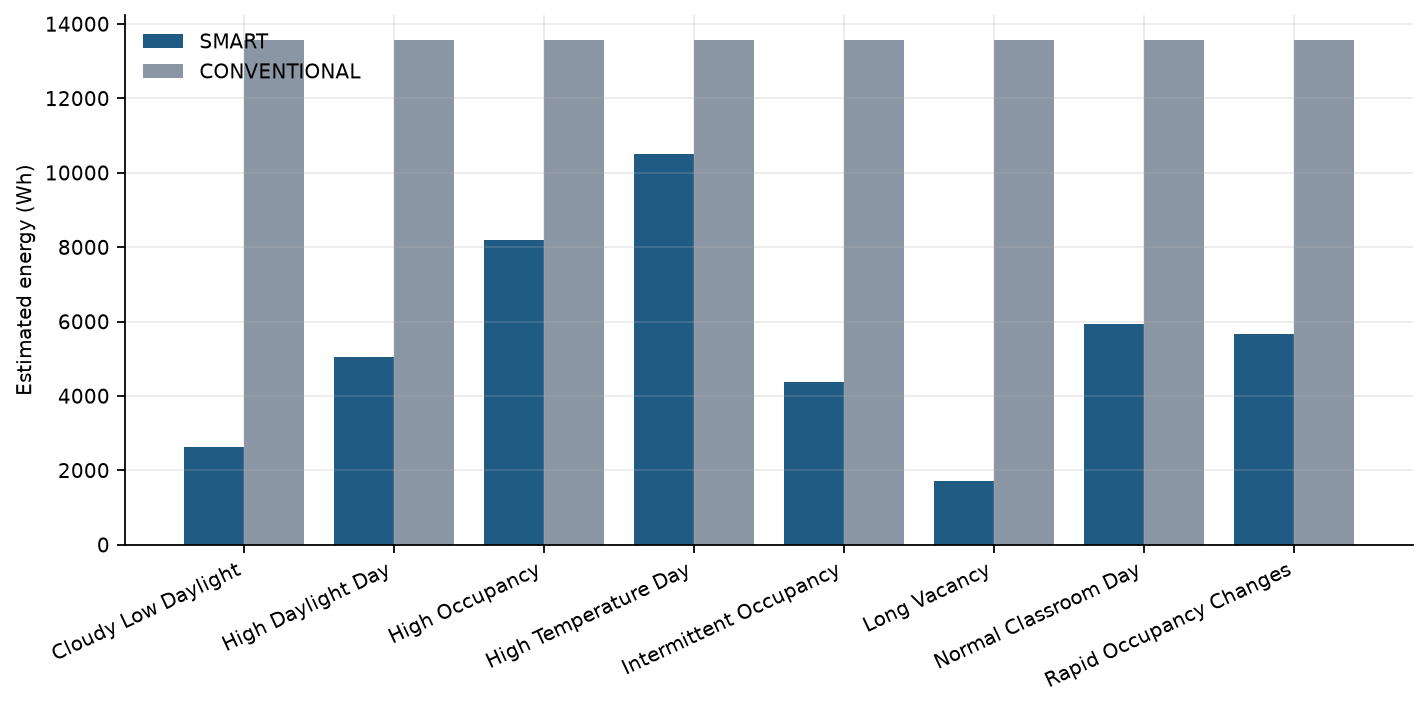 14000
12000
10000
8000
6000
4000
2000
0
Estimated energy (Wh)
SMART
CONVENTIONAL
Cloudy Low Daylight
High Daylight Day
High Occupancy
High Temperature Day
Intermittent Occupancy
Long Vacancy
Normal Classroom Day
Rapid Occupancy Changes